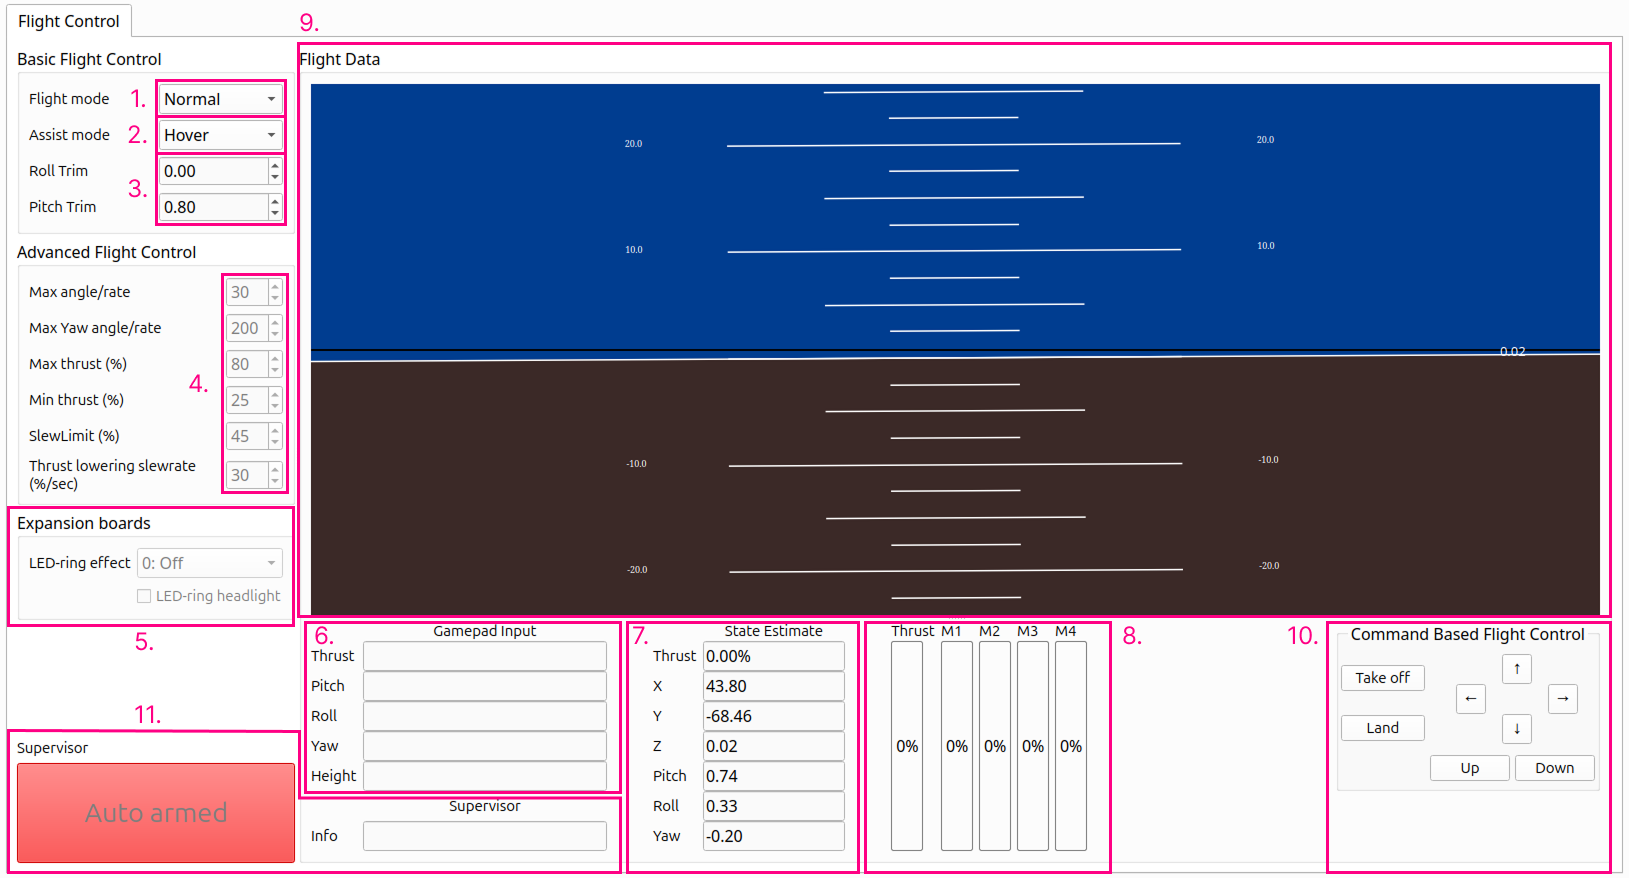 Flight Control
9.
Basic Flight Control
Flight mode 1. Normal
Assist mode 2. Hover
Roll Trim 0.00
3.
Pitch Trim 0.80
Advanced Flight Control
Max angle/rate 30
Max Yaw angle/rate 200
Max thrust (%) 80
4.
Min thrust (%) 25
SlewLimit (%) 45
Thrust lowering slewrate
(%/sec) 30
Expansion boards
LED-ring effect 0: Off
LED-ring headlight
5.
11.
Supervisor
Auto armed
Flight Data
20.0 20.0
10.0 10.0
0.02
-10.0 -10.0
-20.0 -20.0
6. Gamepad Input
Thrust
Pitch
Roll
Yaw
Height
Supervisor
Info
7. State Estimate
Thrust 0.00%
X 43.80
Y -68.46
Z 0.02
Pitch 0.74
Roll 0.33
Yaw -0.20
Thrust M1 M2 M3 M4 8.
0% 0% 0% 0% 0%
10. Command Based Flight Control
Take off ↑
← →
Land ↓
Up Down